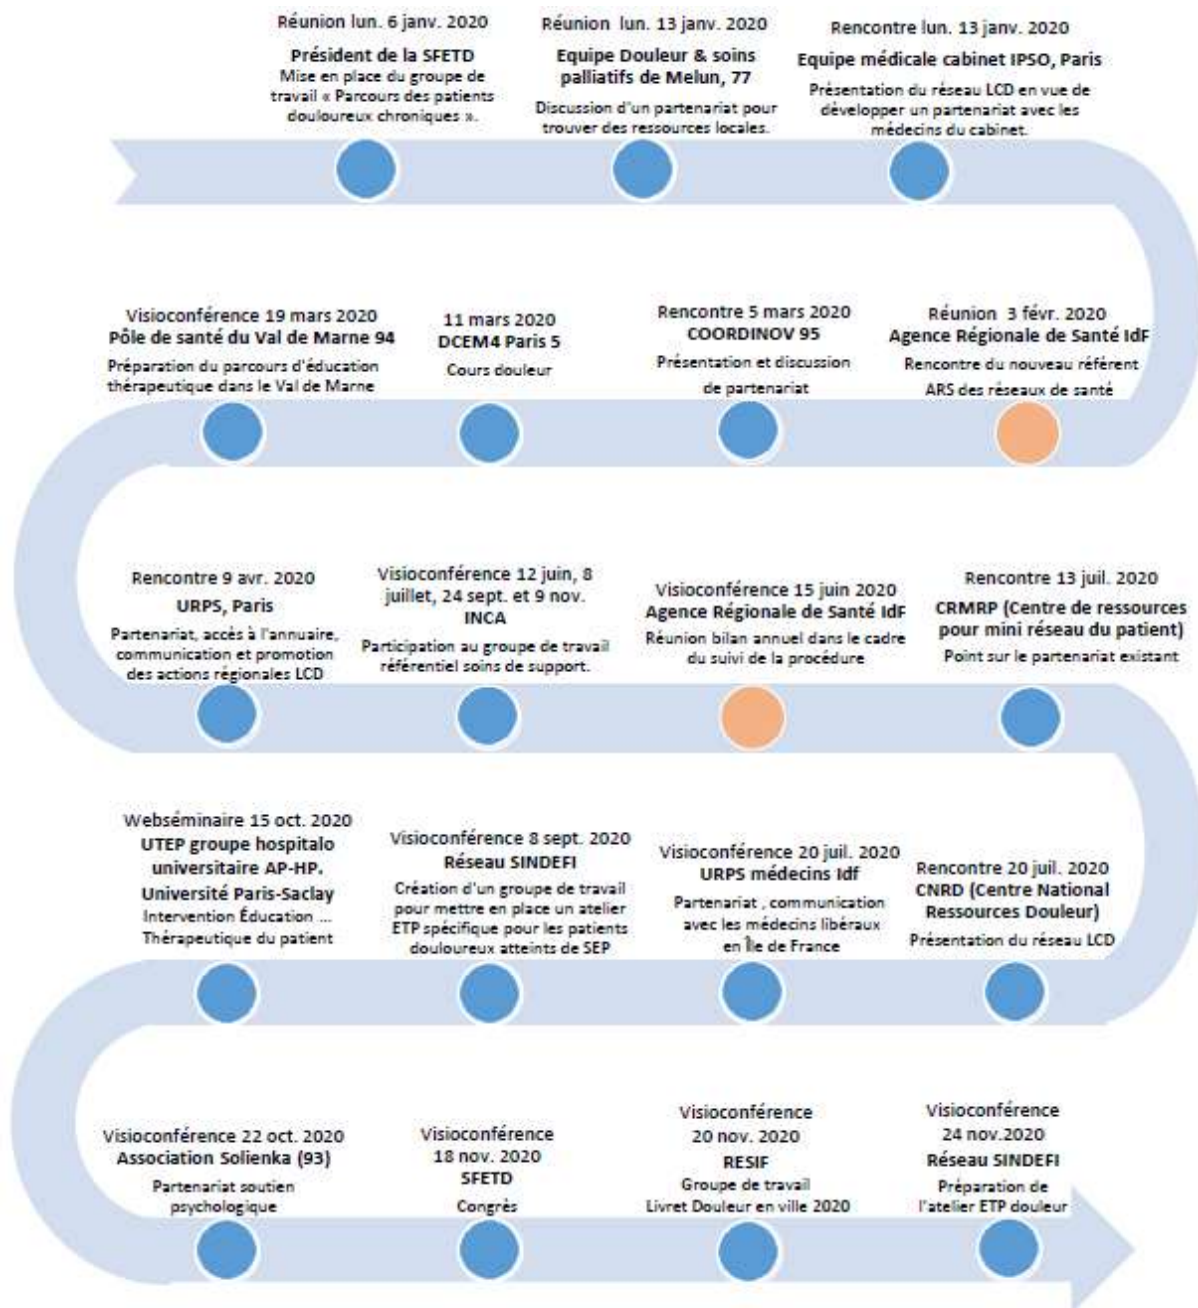 Réunion lun. 6 janv. 2020
Président de la SFETD
Mise en place du groupe de
travail « Parcours des patients
douloureux chroniques ».
Réunion lun. 13 janv. 2020
Equipe Douleur & soins
palliatifs de Melun, 77
Discussion d'un partenariat pour
trouver des ressources locales.
Rencontre lun. 13 janv. 2020
Equipe médicale cabinet IPSO, Paris
Présentation du réseau LCD en vue de
développer un partenariat avec les
médecins du cabinet.
Visioconférence 19 mars 2020
Pôle de santé du Val de Marne 94
Préparation du parcours d'éducation
thérapeutique dans le Val de Marne
11 mars 2020
DCEM4 Paris 5
Cours douleur
Rencontre 5 mars 2020
COORDINOV 95
Présentation et discussion
de partenariat
Réunion 3 févr. 2020
Agence Régionale de Santé IdF
Rencontre du nouveau référent
ARS des réseaux de santé
Rencontre 9 avr. 2020
URPS, Paris
Partenariat, accès à l'annuaire,
communication et promotion
des actions régionales LCD
Visioconférence 12 juin, 8
juillet, 24 sept. et 9 nov.
INCA
Participation au groupe de travail
référentiel soins de support.
Visioconférence 15 juin 2020
Agence Régionale de Santé IdF
Réunion bilan annuel dans le cadre
du suivi de la procédure
Rencontre 13 juil. 2020
CRMRP (Centre de ressources
pour mini réseau du patient)
Point sur le partenariat existant
Webséminaire 15 oct. 2020
UTEP groupe hospitalo
universitaire AP-HP.
Université Paris-Saclay
Intervention Éducation ...
Thérapeutique du patient
Visioconférence 8 sept. 2020
Réseau SINDEFI
Création d'un groupe de travail
pour mettre en place un atelier
ETP spécifique pour les patients
douloureux atteints de SEP
Visioconférence 20 juil. 2020
URPS médecins Idf
Partenariat , communication
avec les médecins libéraux
en Île de France
Rencontre 20 juil. 2020
CNRD (Centre National
Ressources Douleur)
Présentation du réseau LCD
Visioconférence 22 oct. 2020
Association Solienka (93)
Partenariat soutien
psychologique
Visioconférence
18 nov. 2020
SFETD
Congrès
Visioconférence
20 nov. 2020
RESIF
Groupe de travail
Livret Douleur en ville 2020
Visioconférence
24 nov.2020
Réseau SINDEFI
Préparation de
l'atelier ETP douleur